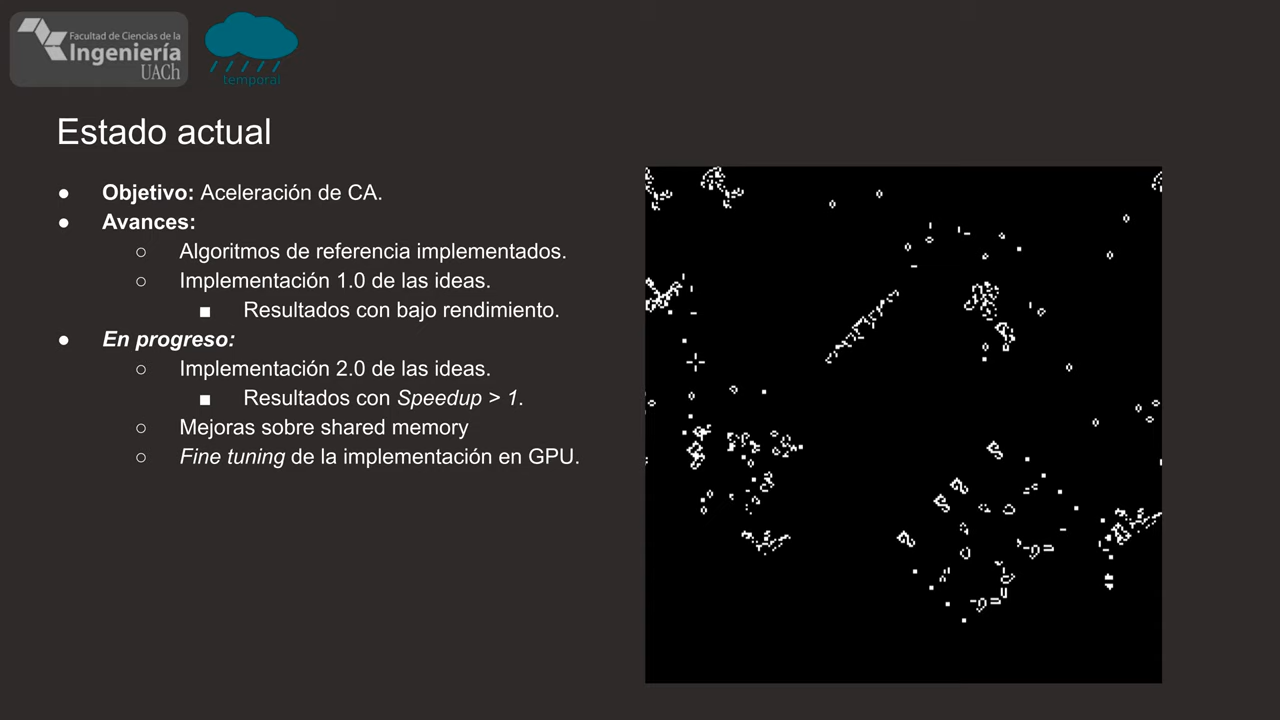 Facultad de Ciencias de la
Ingeniería
UACh
temporal
Estado actual
● Objetivo: Aceleración de CA.
● Avances:
○ Algoritmos de referencia implementados.
○ Implementación 1.0 de las ideas.
■ Resultados con bajo rendimiento.
● En progreso:
○ Implementación 2.0 de las ideas.
■ Resultados con Speedup > 1.
○ Mejoras sobre shared memory
○ Fine tuning de la implementación en GPU.